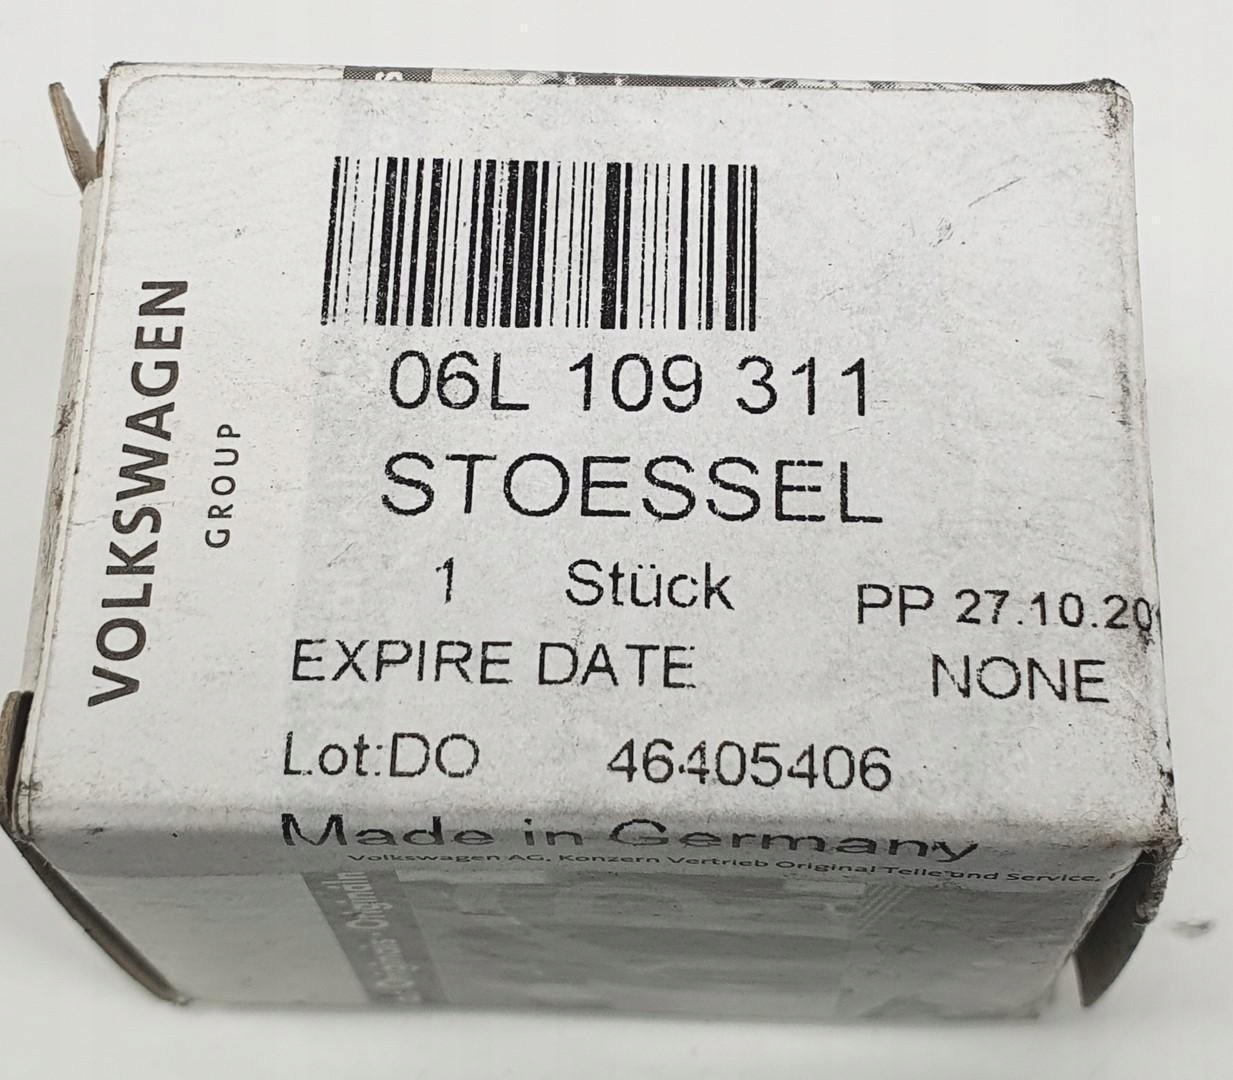 VOLKSWAGEN
GROUP
06L 109 311
STOESSEL
1 Stück PP 27.10.20
EXPIRE DATE NONE
Lot:DO 46405406
Made in Germany
Volkswagen AG, Konzern Vertrieb Original Teile und Service,